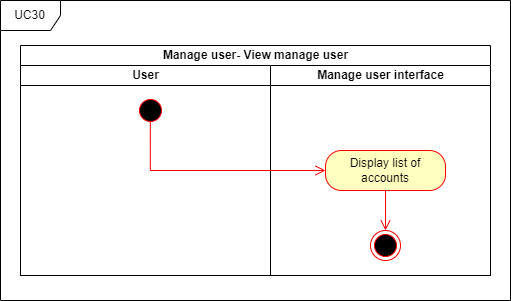 UC30
Manage user- View manage user
User
Manage user interface
Display list of
accounts